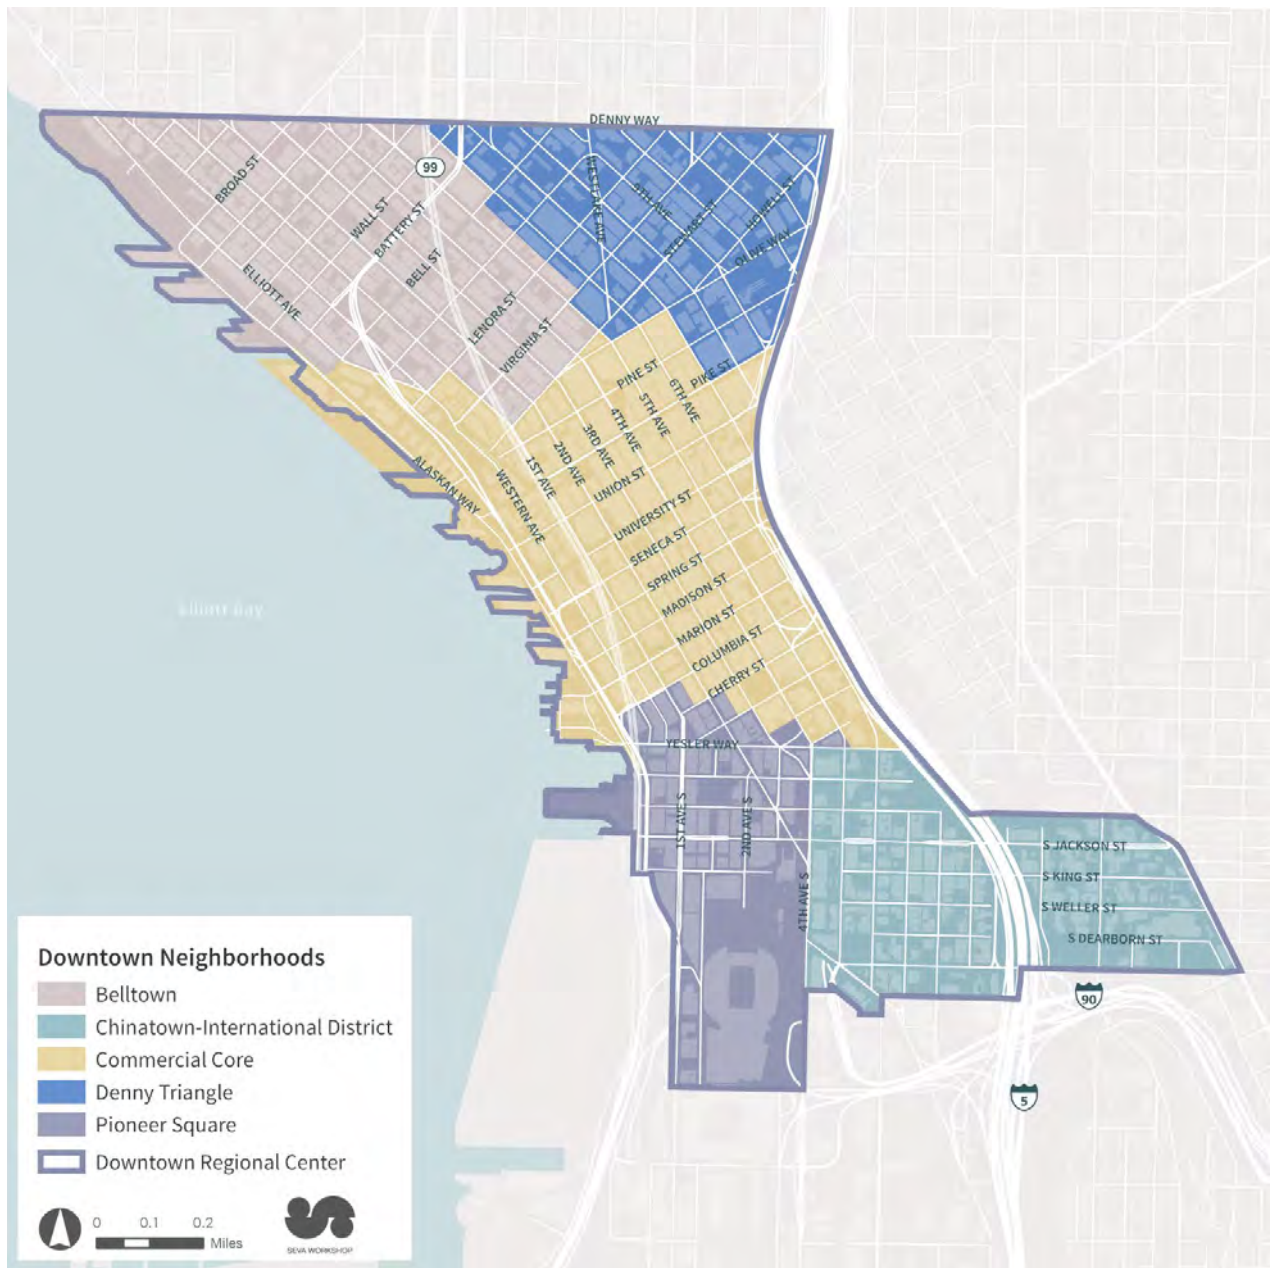 DENNY WAY
99
BROAD ST
WALL ST
BATTERY ST
BELL ST
ELLIOTT AVE
LENORA ST
VIRGINIA ST
WESTLAKE AVE
9TH AVE
STEWART ST
HOWELL ST
OLIVE WAY
PINE ST
PIKE ST
6TH AVE
5TH AVE
4TH AVE
3RD AVE
2ND AVE
1ST AVE
WESTERN AVE
ALASKAN WAY
UNION ST
UNIVERSITY ST
SENECA ST
SPRING ST
MADISON ST
MARION ST
COLUMBIA ST
CHERRY ST
Elliott Bay
YESLER WAY
1ST AVE S
2ND AVE S
4TH AVE S
S JACKSON ST
S KING ST
S WELLER ST
S DEARBORN ST
90
5
Downtown Neighborhoods
Belltown
Chinatown-International District
Commercial Core
Denny Triangle
Pioneer Square
Downtown Regional Center
0 0.1 0.2
Miles
SEVA WORKSHOP